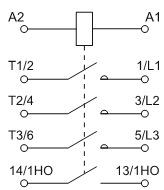 A2 A1
T1/2 1/L1
T2/4 3/L2
T3/6 5/L3
14/1HO 13/1HO